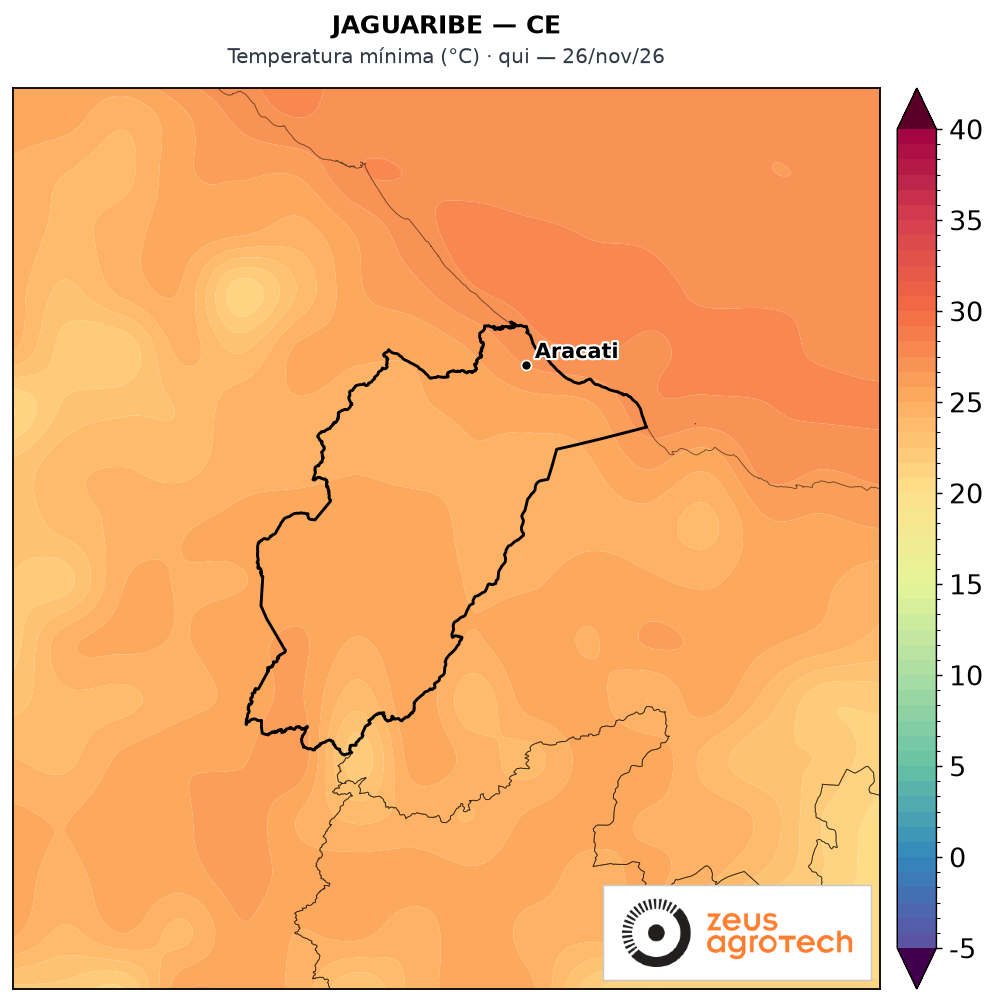 JAGUARIBE — CE
Temperatura mínima (°C) · qui — 26/nov/26
Aracati
40
35
30
25
20
15
10
5
0
-5
zeus
agrotech